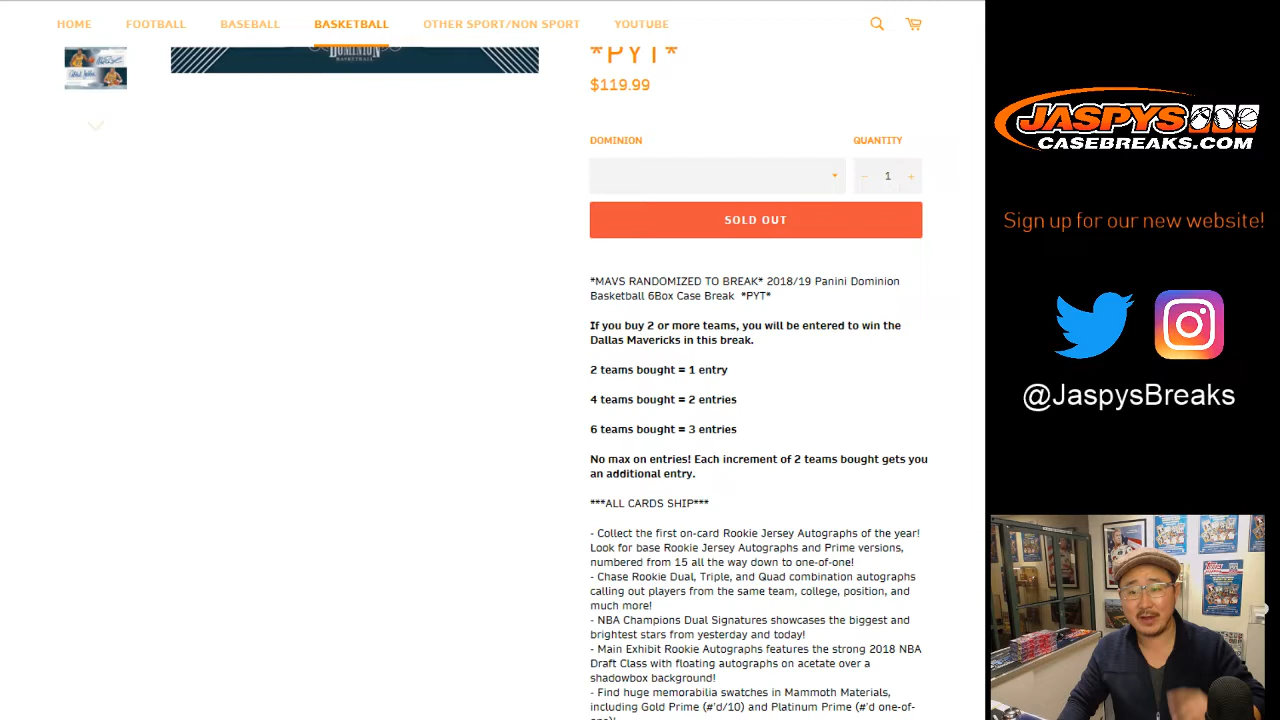 HOME FOOTBALL BASEBALL BASKETBALL OTHER SPORT/NON SPORT YOUTUBE
DOMINION
BASKETBALL
*PYT*
$119.99
DOMINION QUANTITY
− 1 +
SOLD OUT
*MAVS RANDOMIZED TO BREAK* 2018/19 Panini Dominion
Basketball 6Box Case Break *PYT*
If you buy 2 or more teams, you will be entered to win the
Dallas Mavericks in this break.
2 teams bought = 1 entry
4 teams bought = 2 entries
6 teams bought = 3 entries
No max on entries! Each increment of 2 teams bought gets you
an additional entry.
***ALL CARDS SHIP***
- Collect the first on-card Rookie Jersey Autographs of the year!
Look for base Rookie Jersey Autographs and Prime versions,
numbered from 15 all the way down to one-of-one!
- Chase Rookie Dual, Triple, and Quad combination autographs
calling out players from the same team, college, position, and
much more!
- NBA Champions Dual Signatures showcases the biggest and
brightest stars from yesterday and today!
- Main Exhibit Rookie Autographs features the strong 2018 NBA
Draft Class with floating autographs on acetate over a
shadowbox background!
- Find huge memorabilia swatches in Mammoth Materials,
including Gold Prime (#'d/10) and Platinum Prime (#'d one-of-
one)!
JASPYS
CASEBREAKS.COM
Sign up for our new website!
@JaspysBreaks
Topps